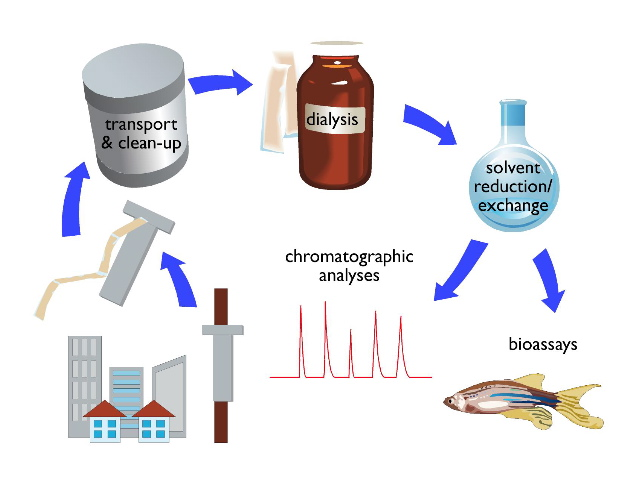 transport
& clean-up
dialysis
solvent
reduction/
exchange
chromatographic
analyses
bioassays